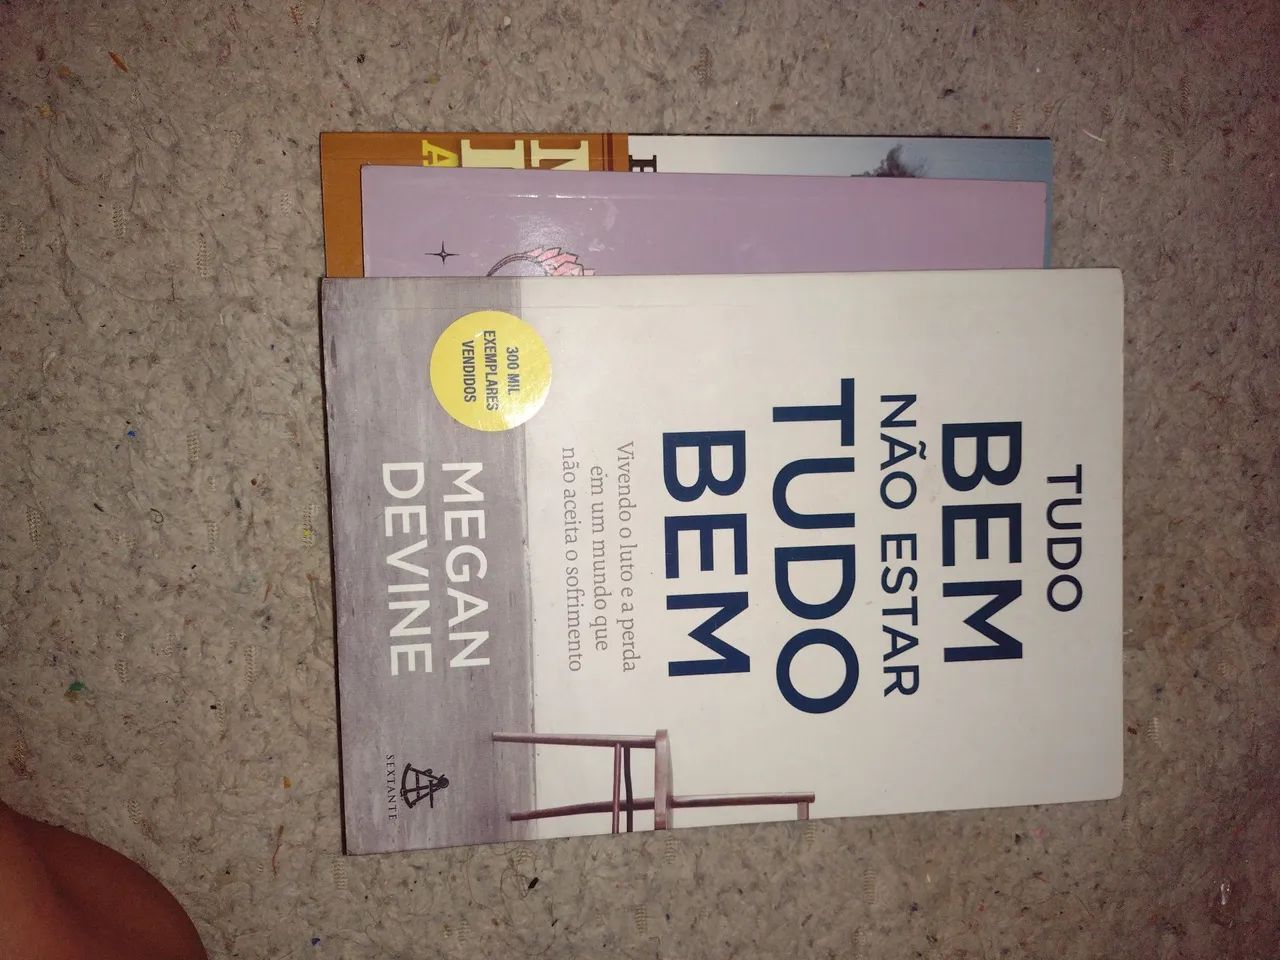 TUDO
BEM
NÃO ESTAR
TUDO
BEM
Vivendo o luto e a perda
em um mundo que
não aceita o sofrimento
300 MIL
EXEMPLARES
VENDIDOS
MEGAN
DEVINE
SEXTANTE